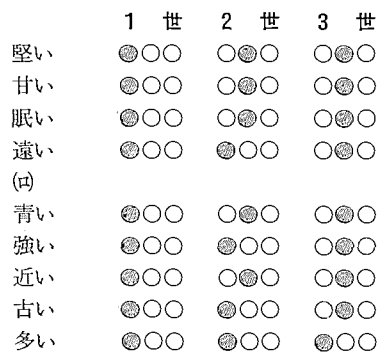 1 世 2 世 3 世
堅い ●○○ ○●○ ○●○
甘い ●○○ ○●○ ○●○
眠い ●○○ ○●○ ○●○
遠い ●○○ ●○○ ○●○
(ロ)
青い ●○○ ○●○ ○●○
強い ●○○ ●○○ ○●○
近い ●○○ ○●○ ○●○
古い ●○○ ●○○ ○●○
多い ●○○ ●○○ ●○○